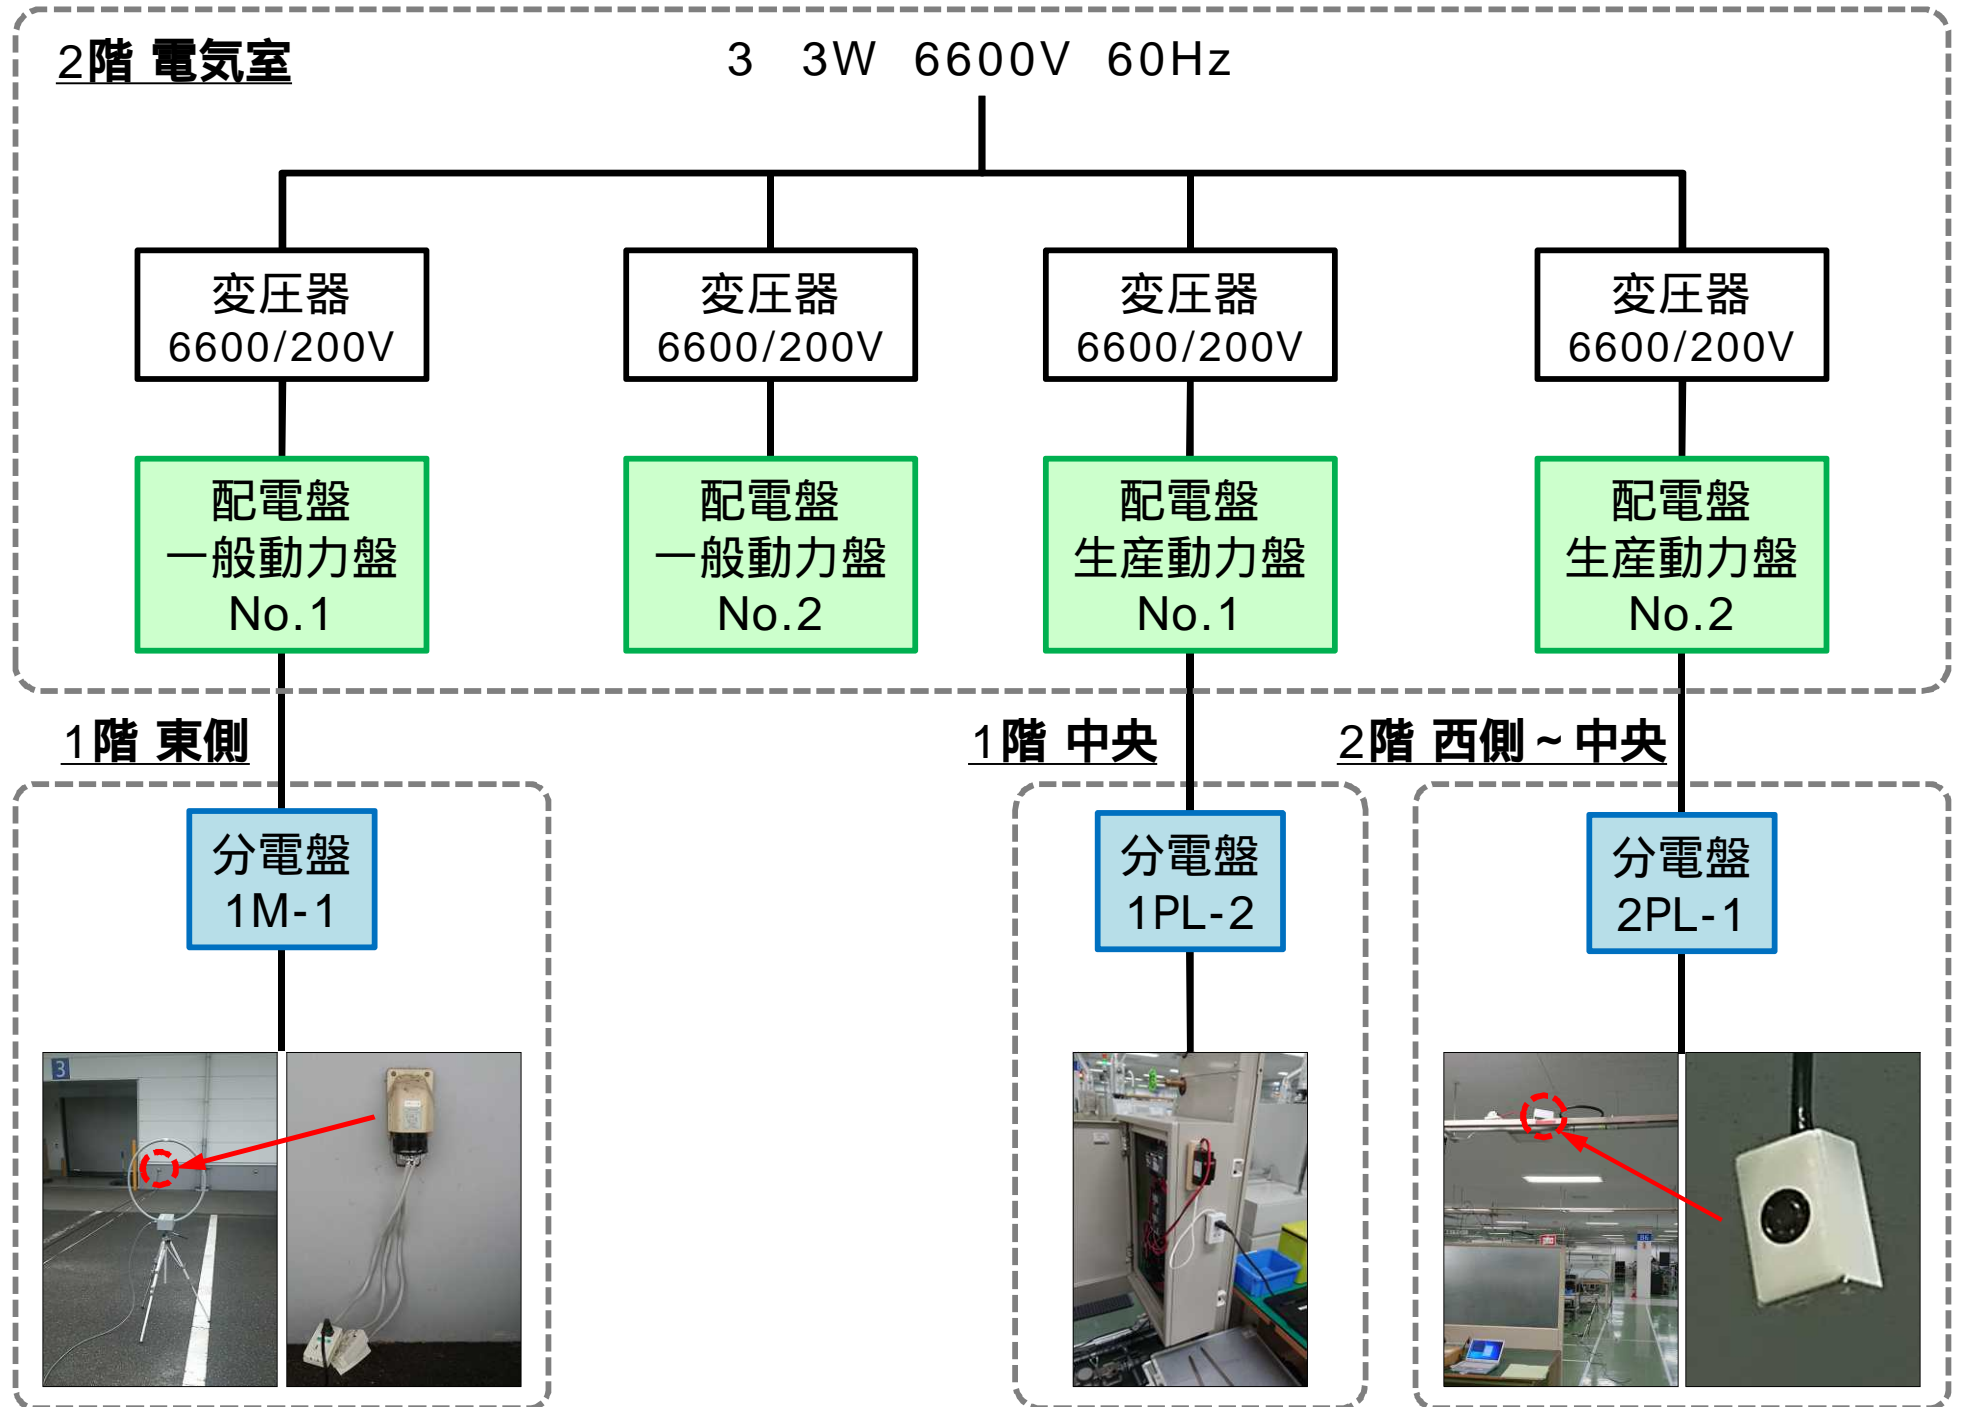 2階 電気室
3 3W 6600V 60Hz
変圧器
6600/200V
変圧器
6600/200V
変圧器
6600/200V
変圧器
6600/200V
配電盤
一般動力盤
No.1
配電盤
一般動力盤
No.2
配電盤
生産動力盤
No.1
配電盤
生産動力盤
No.2
1階 東側
1階 中央
2階 西側~中央
分電盤
1M-1
分電盤
1PL-2
分電盤
2PL-1
3
B6